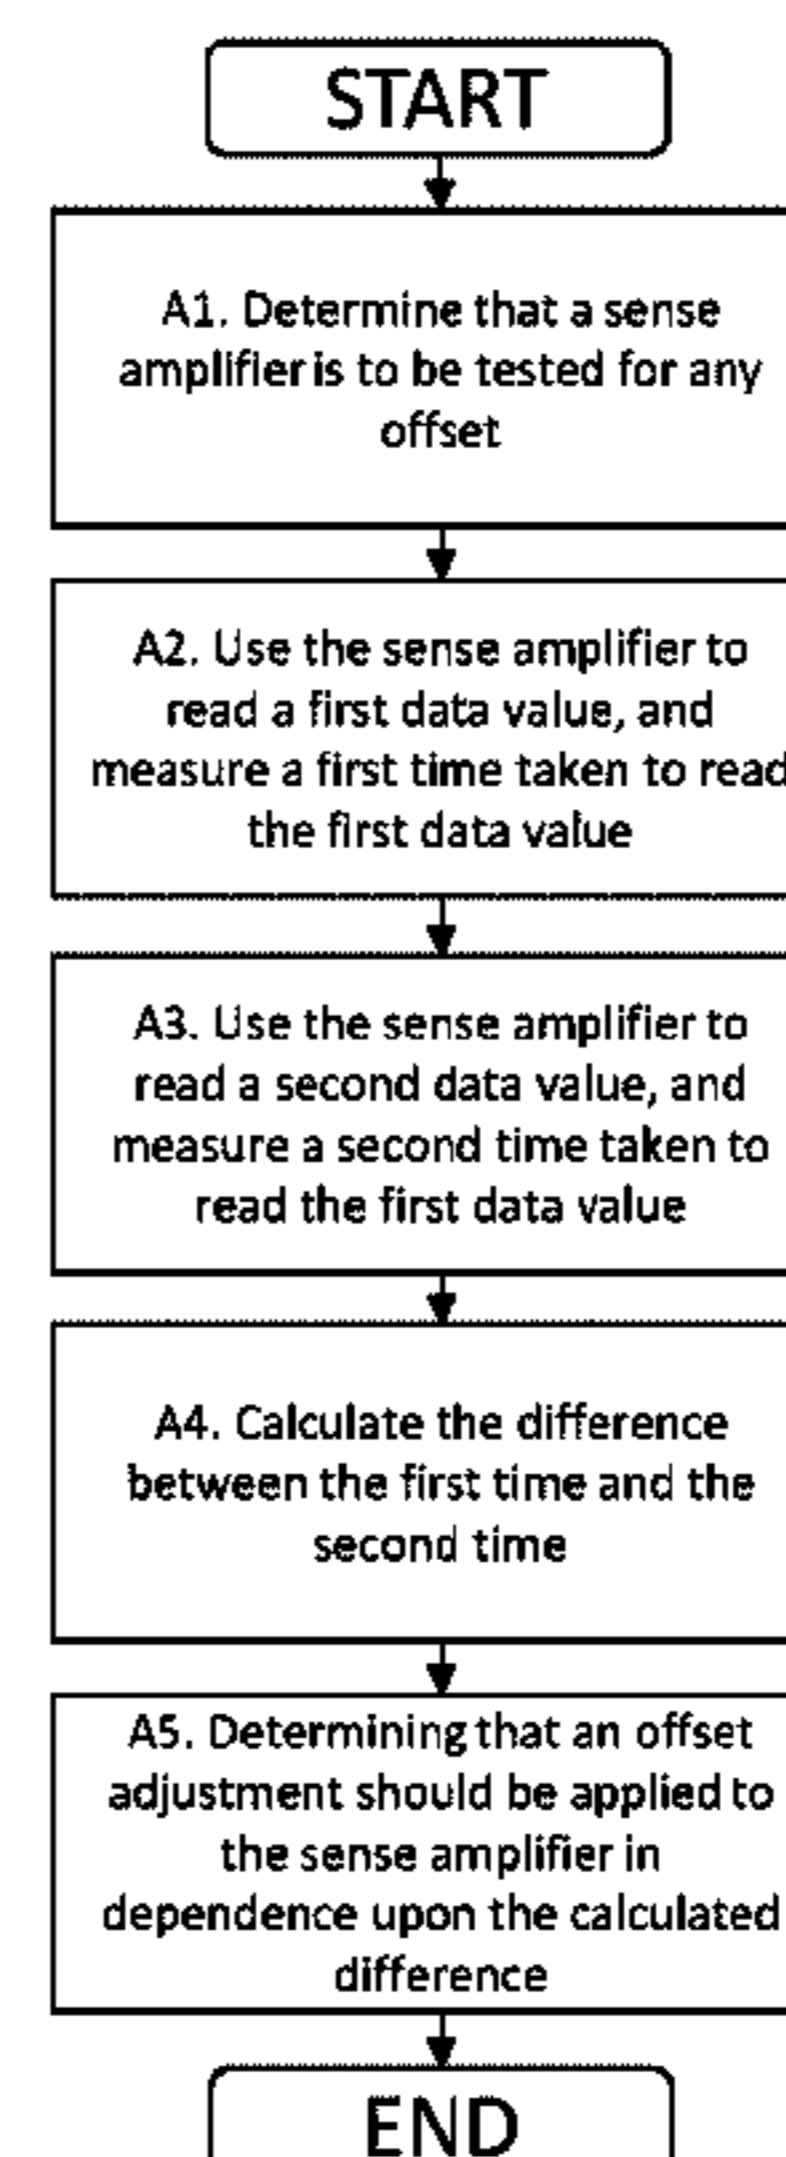 START
A1. Determine that a sense
amplifier is to be tested for any
offset
A2. Use the sense amplifier to
read a first data value, and
measure a first time taken to read
the first data value
A3. Use the sense amplifier to
read a second data value, and
measure a second time taken to
read the first data value
A4. Calculate the difference
between the first time and the
second time
A5. Determining that an offset
adjustment should be applied to
the sense amplifier in
dependence upon the calculated
difference
END